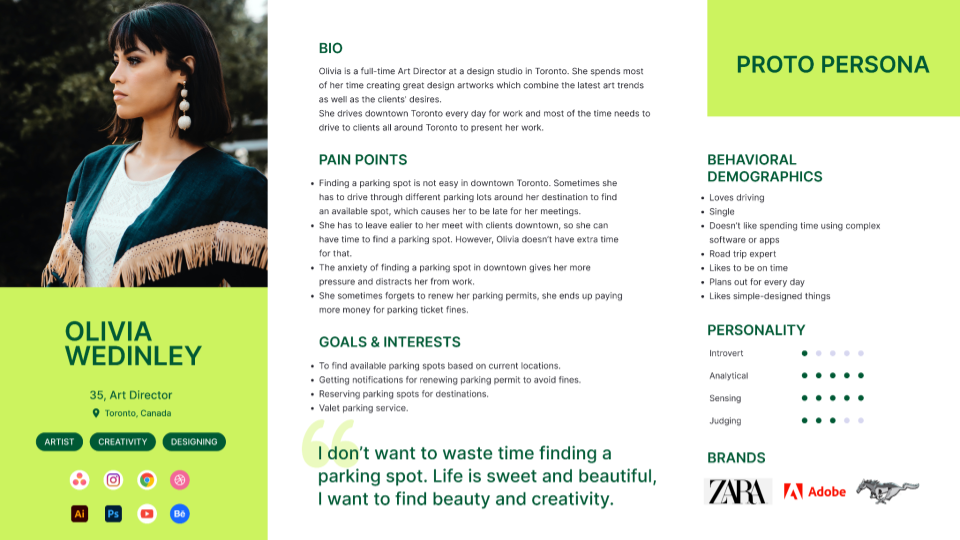 OLIVIA
WEDINLEY
35, Art Director
Toronto, Canada
ARTIST
CREATIVITY
DESIGNING
Ai
Ps
Bē
BIO
Olivia is a full-time Art Director at a design studio in Toronto. She spends most
of her time creating great design artworks which combine the latest art trends
as well as the clients' desires.
She drives downtown Toronto every day for work and most of the time needs to
drive to clients all around Toronto to present her work.
PAIN POINTS
• Finding a parking spot is not easy in downtown Toronto. Sometimes she
has to drive through different parking lots around her destination to find
an available spot, which causes her to be late for her meetings.
• She has to leave ealier to her meet with clients downtown, so she can
have time to find a parking spot. However, Olivia doesn't have extra time
for that.
• The anxiety of finding a parking spot in downtown gives her more
pressure and distracts her from work.
• She sometimes forgets to renew her parking permits, she ends up paying
more money for parking ticket fines.
GOALS & INTERESTS
• To find available parking spots based on current locations.
• Getting notifications for renewing parking permit to avoid fines.
• Reserving parking spots for destinations.
• Valet parking service.
“
I don't want to waste time finding a
parking spot. Life is sweet and beautiful,
I want to find beauty and creativity.
PROTO PERSONA
BEHAVIORAL
DEMOGRAPHICS
• Loves driving
• Single
• Doesn't like spending time using complex
software or apps
• Road trip expert
• Likes to be on time
• Plans out for every day
• Likes simple-designed things
PERSONALITY
Introvert
Analytical
Sensing
Judging
BRANDS
ZARA
Adobe